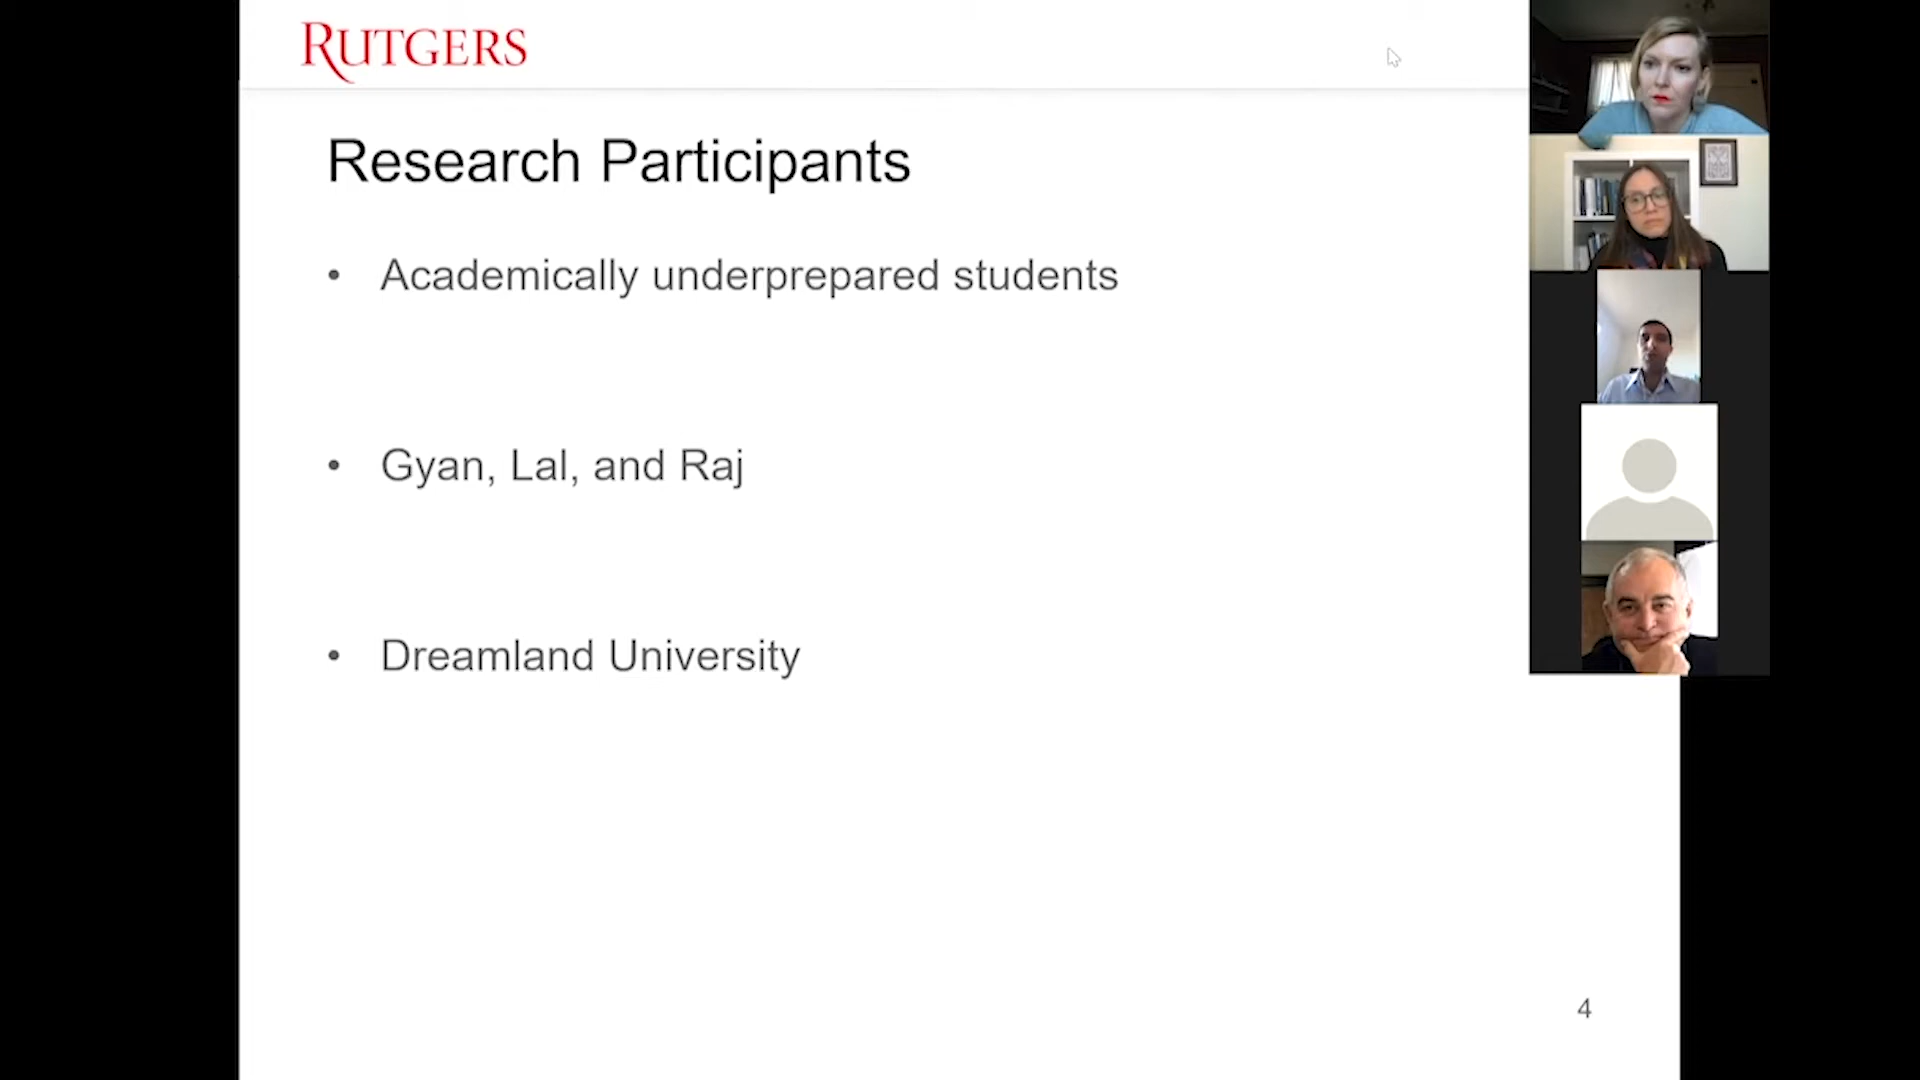 RUTGERS
Research Participants
• Academically underprepared students
• Gyan, Lal, and Raj
• Dreamland University
4